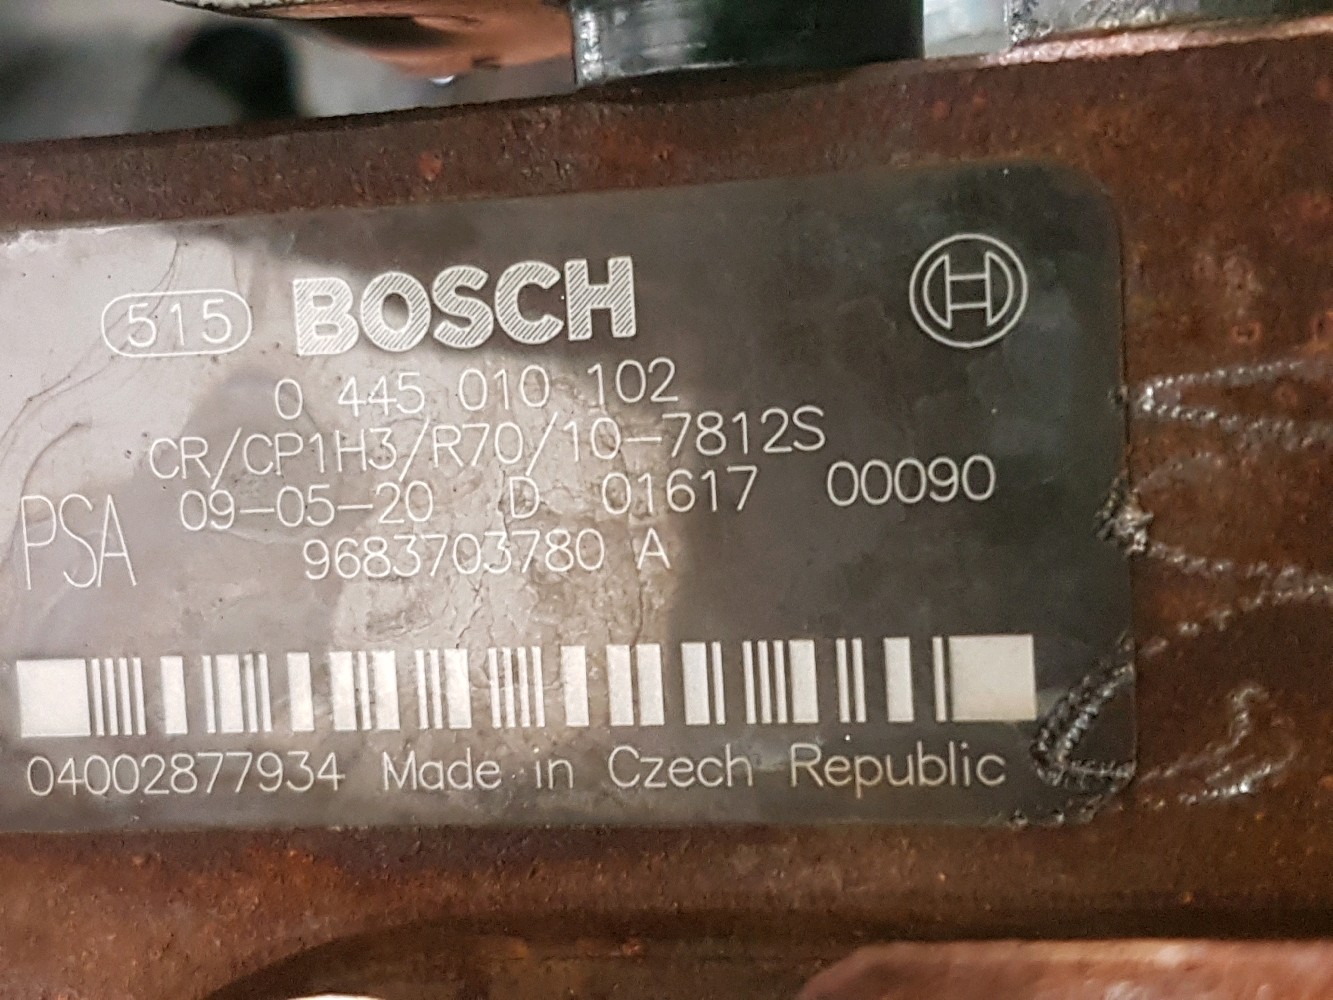 515 BOSCH
0 445 010 102
CR/CP1H3/R70/10-7812S
09-05-20 D 01617 00090
PSA 9683703780 A
04002877934 Made in Czech Republic